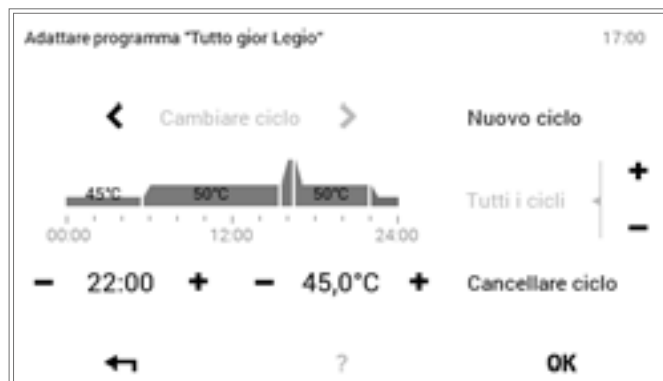 Adattare programma "Tutto gior Legio" 17:00
< Cambiare ciclo > Nuovo ciclo
45°C 50°C 50°C
+
Tutti i cicli
−
00:00 12:00 24:00
− 22:00 + − 45,0°C + Cancellare ciclo
? OK